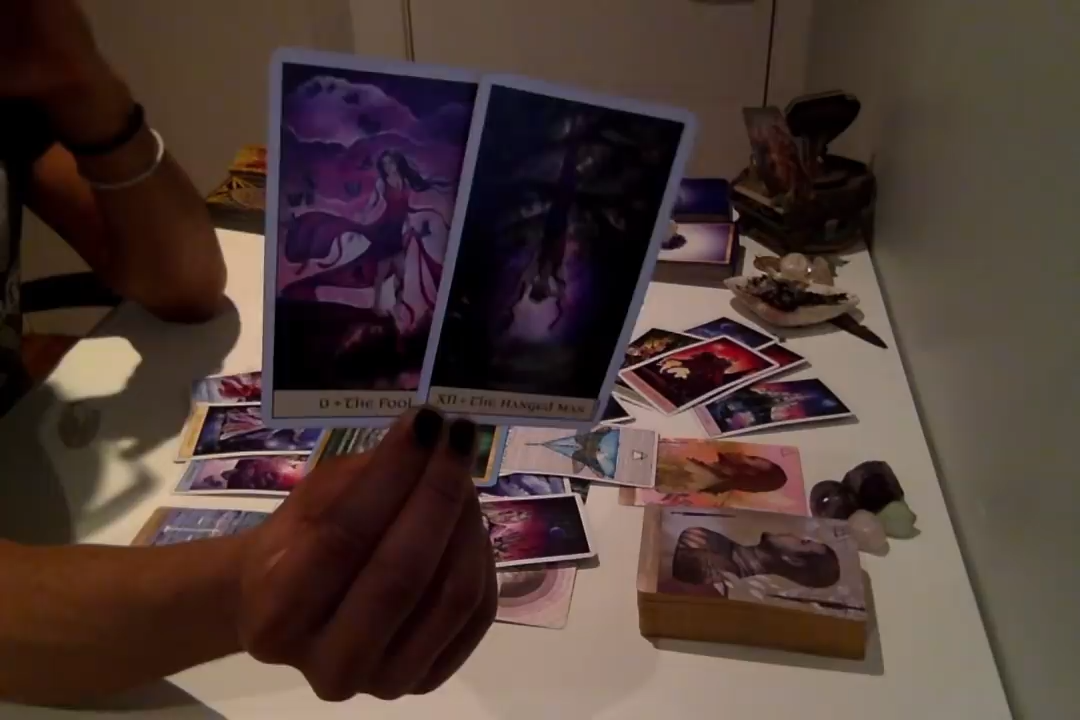 0 • The Fool
XII • The Hanged Man